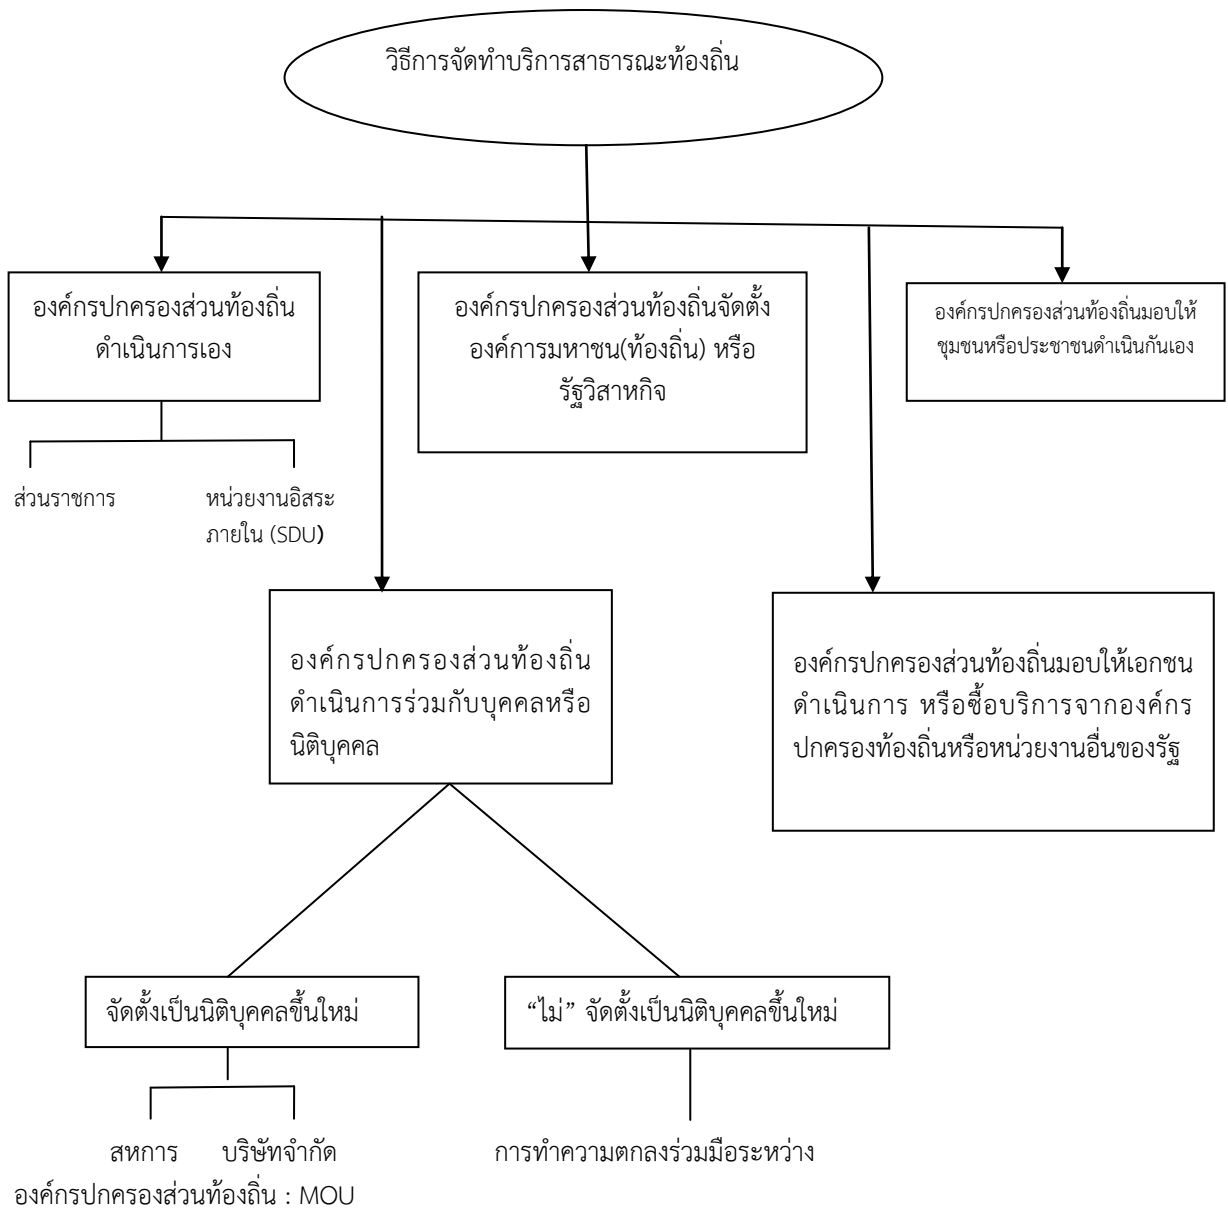 วิธีการจัดทำบริการสาธารณะท้องถิ่น
องค์กรปกครองส่วนท้องถิ่น
ดำเนินการเอง
องค์กรปกครองส่วนท้องถิ่นจัดตั้ง
องค์การมหาชน(ท้องถิ่น) หรือ
รัฐวิสาหกิจ
องค์กรปกครองส่วนท้องถิ่นมอบให้
ชุมชนหรือประชาชนดำเนินกันเอง
ส่วนราชการ
หน่วยงานอิสระ
ภายใน (SDU)
องค์กรปกครองส่วนท้องถิ่น
ดำเนินการร่วมกับบุคคลหรือ
นิติบุคคล
องค์กรปกครองส่วนท้องถิ่นมอบให้เอกชน
ดำเนินการ หรือซื้อบริการจากองค์กร
ปกครองท้องถิ่นหรือหน่วยงานอื่นของรัฐ
จัดตั้งเป็นนิติบุคคลขึ้นใหม่
“ไม่” จัดตั้งเป็นนิติบุคคลขึ้นใหม่
สหการ บริษัทจำกัด การทำความตกลงร่วมมือระหว่าง
องค์กรปกครองส่วนท้องถิ่น : MOU